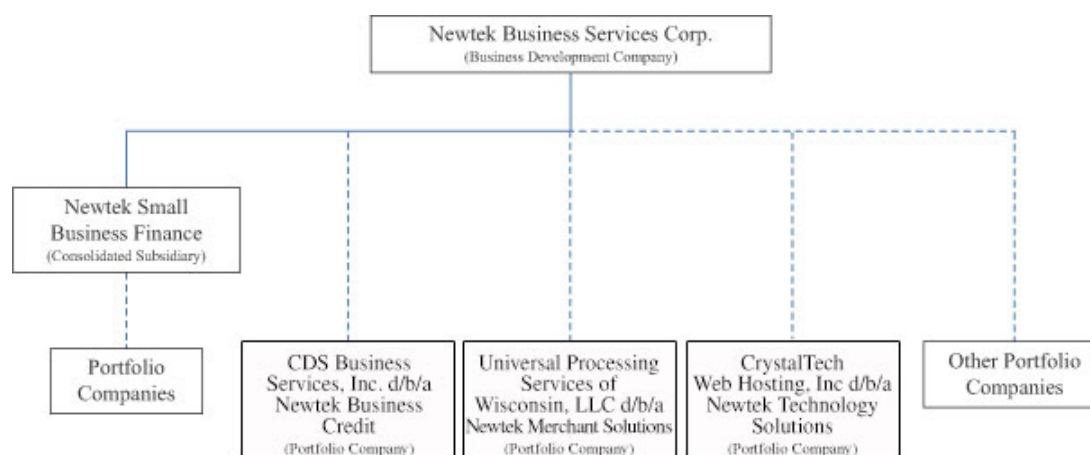 Newtek Business Services Corp.
(Business Development Company)
Newtek Small
Business Finance
(Consolidated Subsidiary)
Portfolio
Companies
CDS Business
Services, Inc. d/b/a
Newtek Business
Credit
(Portfolio Company)
Universal Processing
Services of
Wisconsin, LLC d/b/a
Newtek Merchant Solutions
(Portfolio Company)
CrystalTech
Web Hosting, Inc d/b/a
Newtek Technology
Solutions
(Portfolio Company)
Other Portfolio
Companies